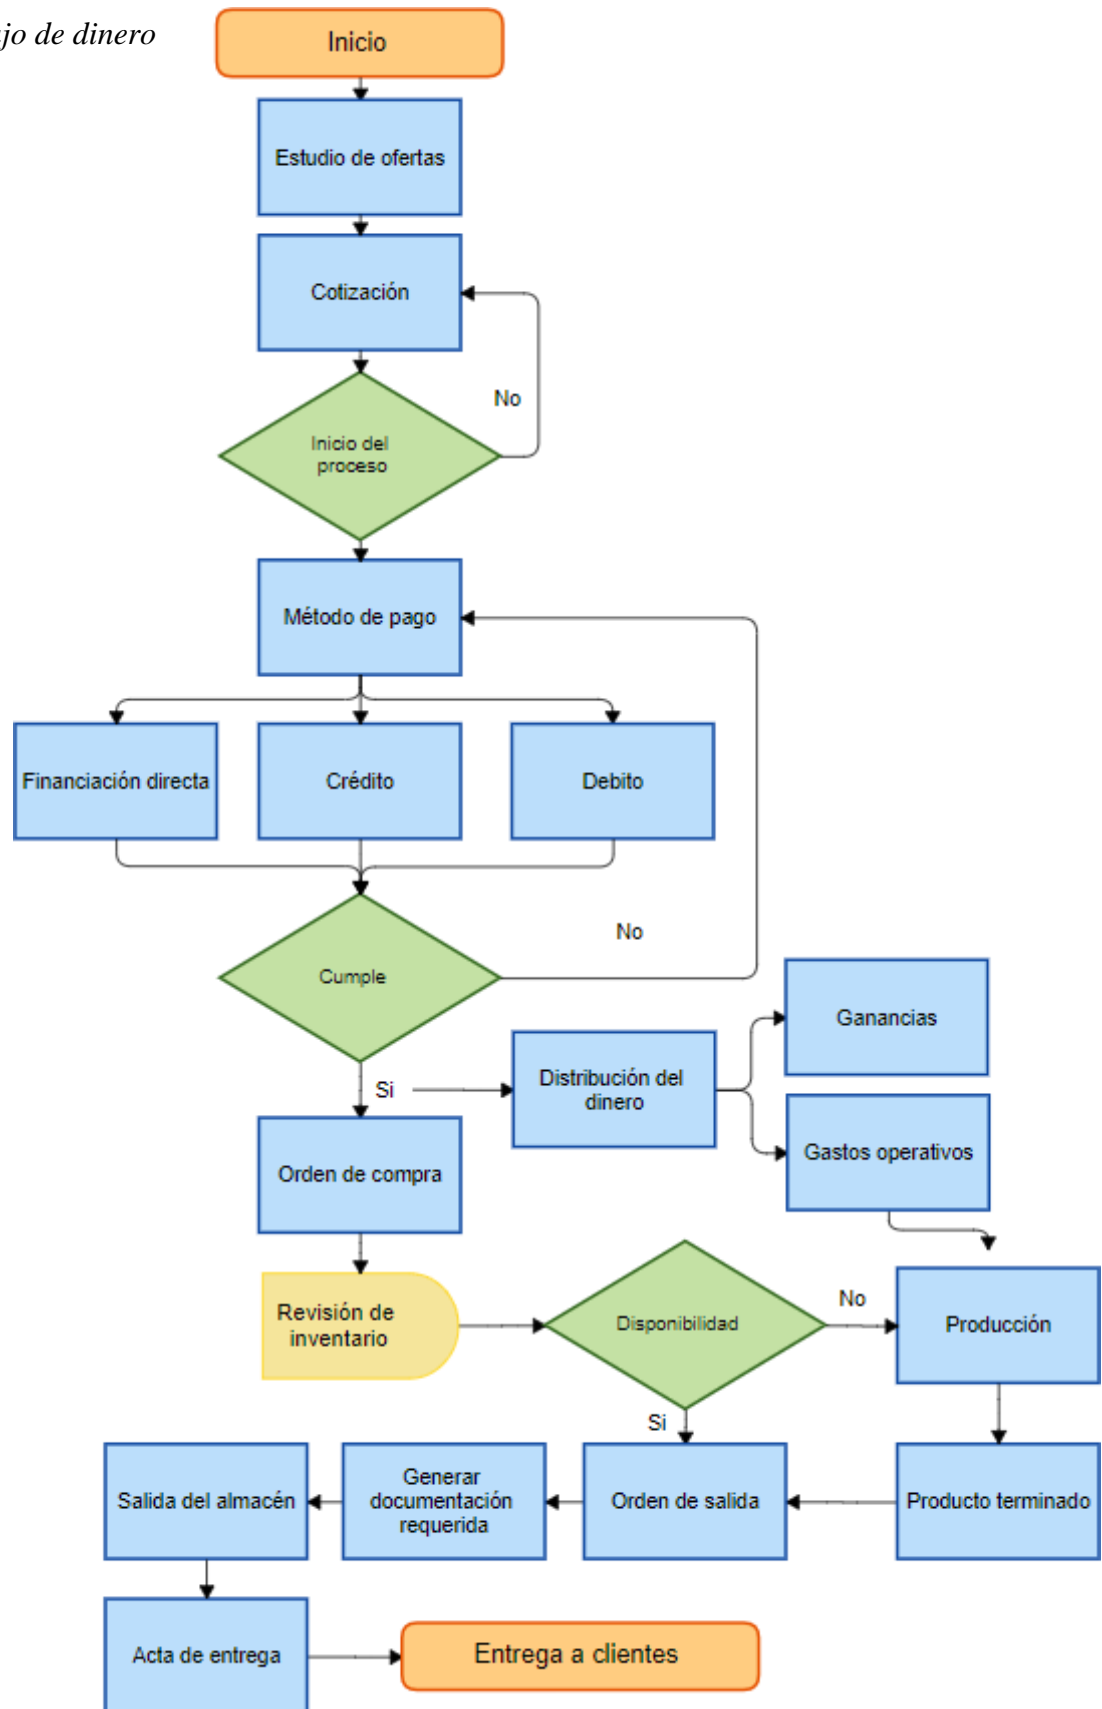 jo de dinero
Inicio
Estudio de ofertas
Cotización
No
Inicio del
proceso
Método de pago
Financiación directa
Crédito
Debito
No
Cumple
Ganancias
Si
Distribución del
dinero
Gastos operativos
Orden de compra
Revisión de
inventario
Disponibilidad
No
Producción
Si
Salida del almacén
Generar
documentación
requerida
Orden de salida
Producto terminado
Acta de entrega
Entrega a clientes